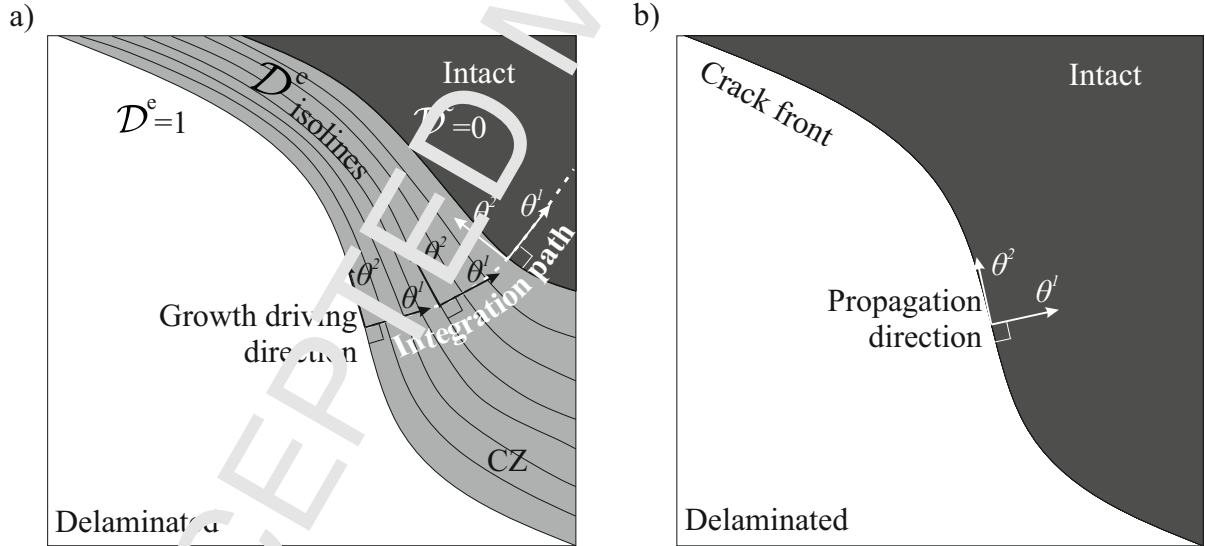 a)
Intact
𝒟ᵉ=1
𝒟ᵉ isolines
𝒟ᵉ=0
θ² θ¹
θ² θ¹
θ² θ¹
Integration path
Growth driving
direction
CZ
Delaminated
b)
Crack front
Intact
θ²
θ¹
Propagation
direction
Delaminated